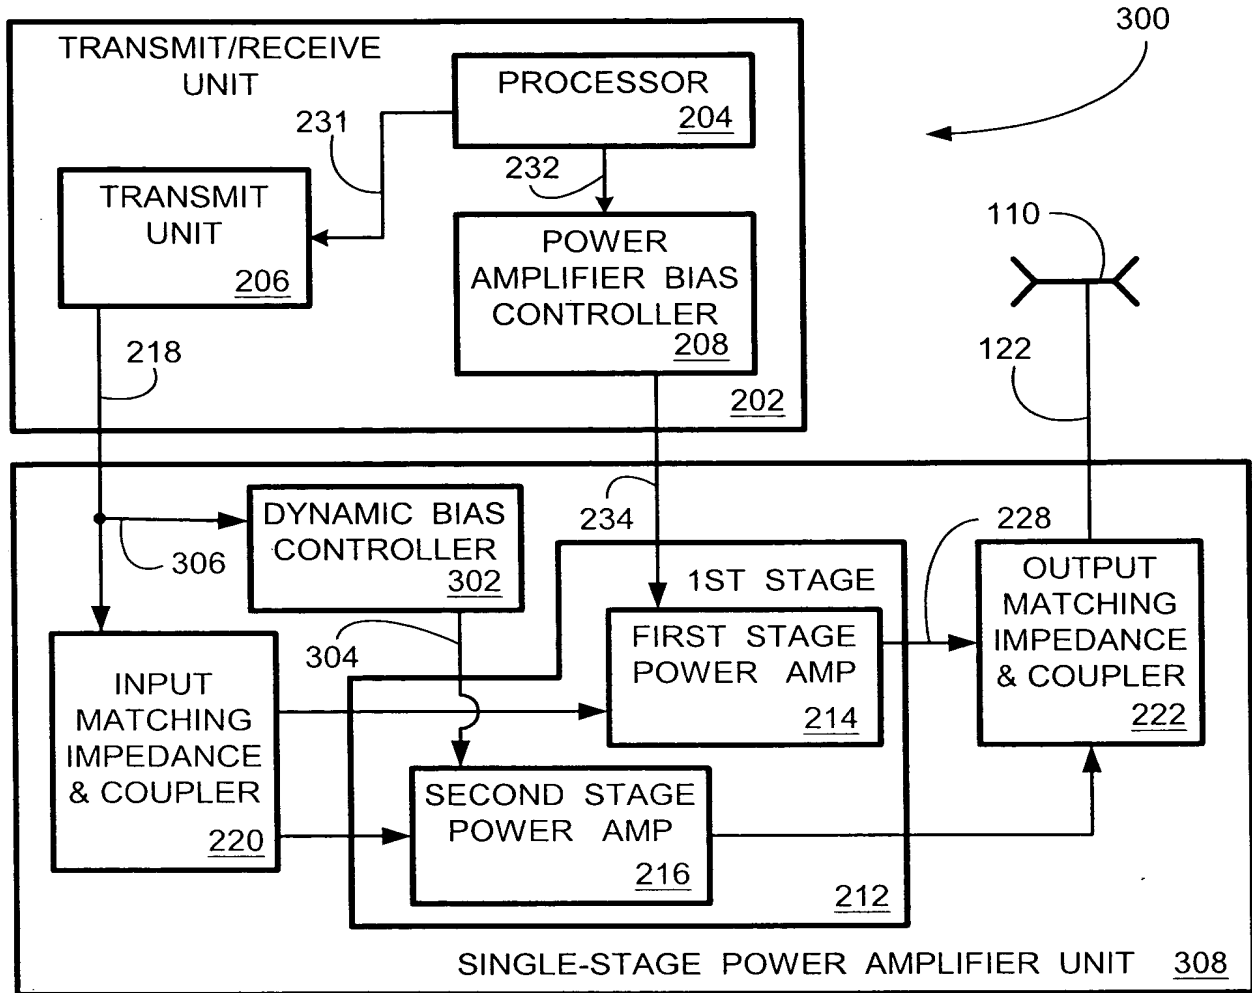 300
TRANSMIT/RECEIVE
UNIT
PROCESSOR
204
231
232
TRANSMIT
UNIT
206
POWER
AMPLIFIER BIAS
CONTROLLER
208
110
218
122
202
DYNAMIC BIAS
CONTROLLER
302
306
234
228
1ST STAGE
OUTPUT
MATCHING
IMPEDANCE
& COUPLER
222
304
FIRST STAGE
POWER AMP
214
INPUT
MATCHING
IMPEDANCE
& COUPLER
220
SECOND STAGE
POWER AMP
216
212
SINGLE-STAGE POWER AMPLIFIER UNIT 308